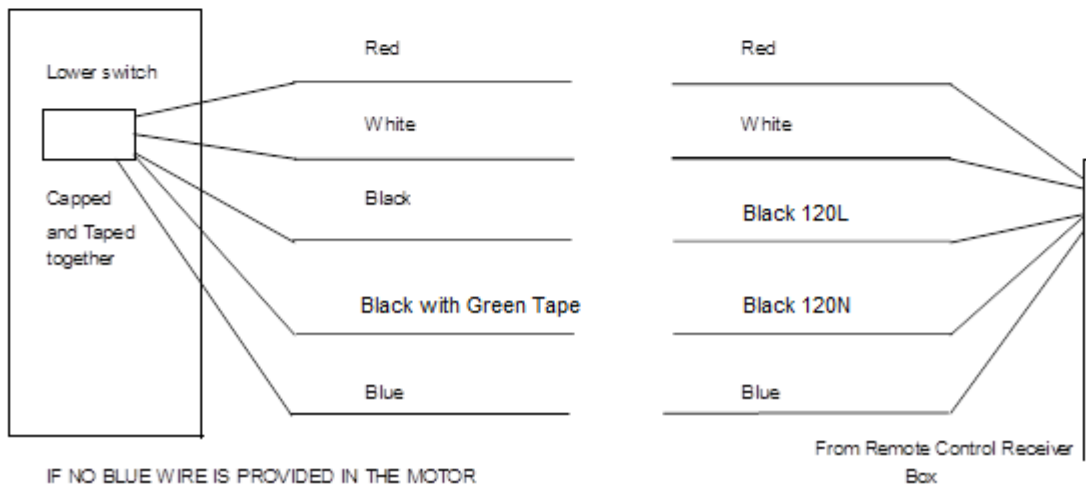 Red
Red
Lower switch
White
White
Capped
and Taped
together
Black
Black 120L
Black with Green Tape
Black 120N
Blue
Blue
From Remote Control Receiver
Box
IF NO BLUE WIRE IS PROVIDED IN THE MOTOR